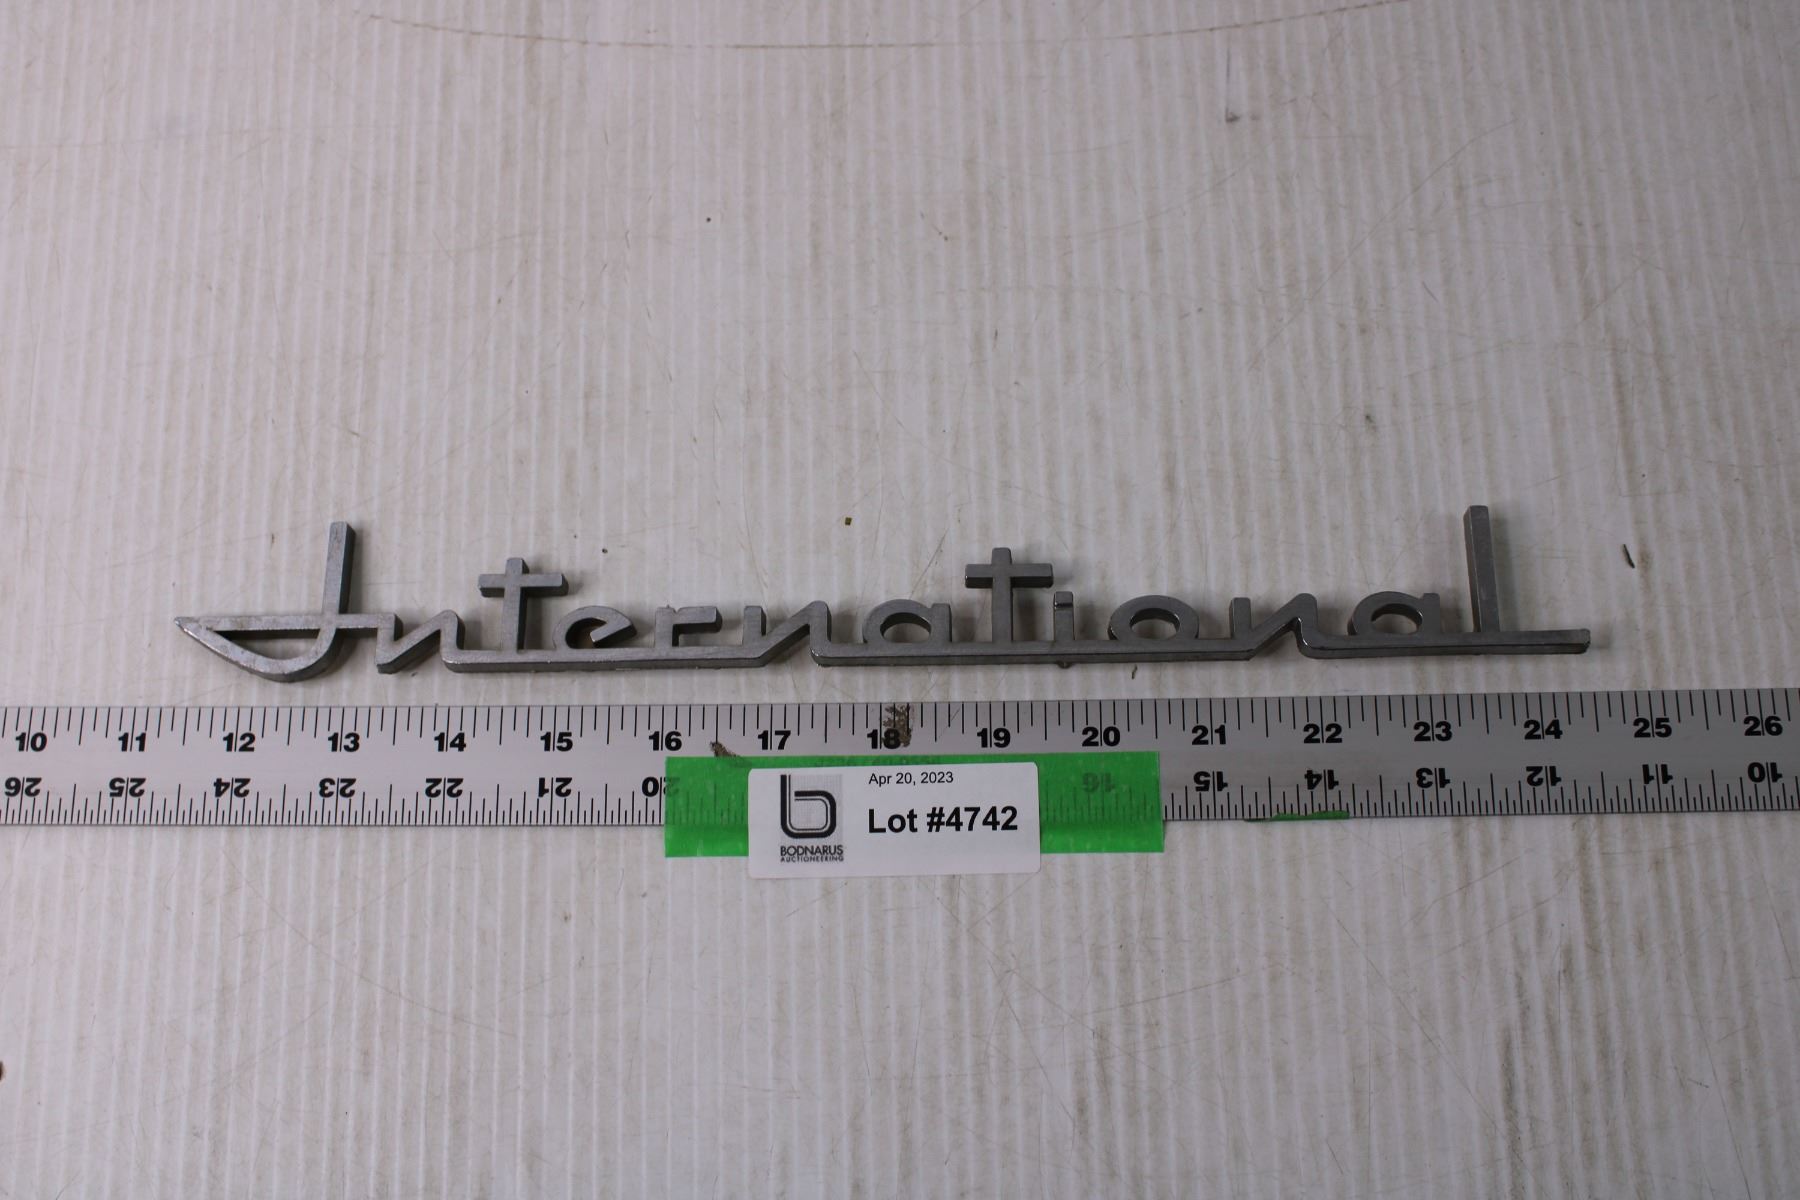 International
10 11 12 13 14 15 16 17 18 19 20 21 22 23 24 25 26
26 25 24 23 22 21 20 16 15 14 13 12 11 10
Apr 20, 2023
Lot #4742
BODNARUS
AUCTIONEERING